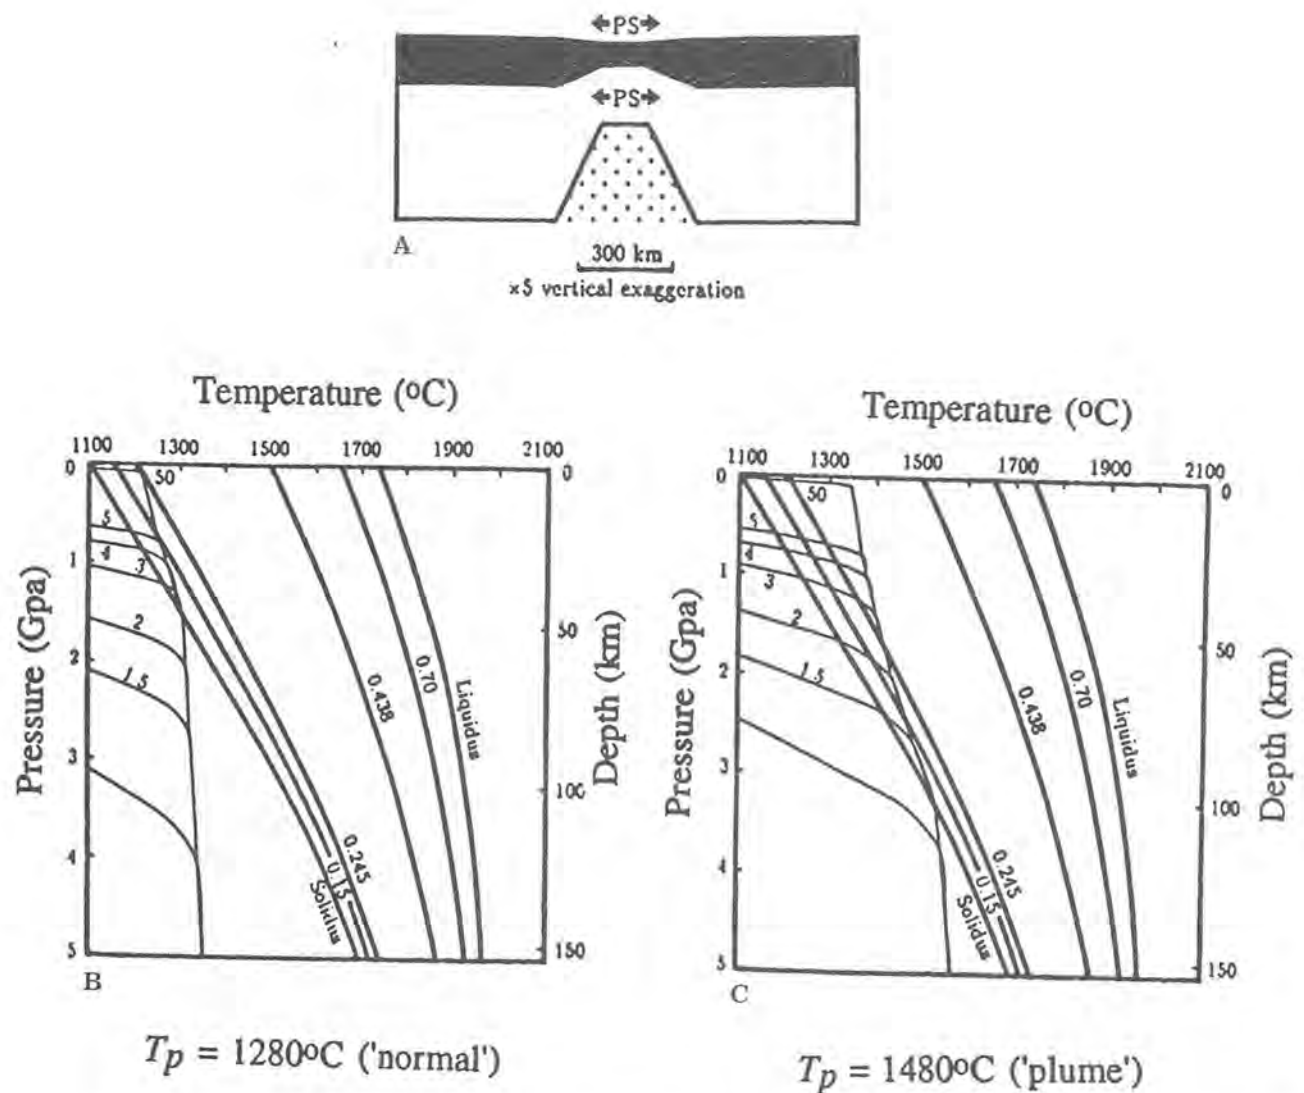 PS
PS
A
300 km
×5 vertical exaggeration
Temperature (ºC)
1100 1300 1500 1700 1900 2100
Pressure (Gpa)
0
1
2
3
4
5
50
5
4
3
2
1.5
0.438
0.70
Liquidus
0.245
0.15
Solidus
0
50
100
150
Depth (km)
B
Tp = 1280ºC ('normal')
Temperature (ºC)
1100 1300 1500 1700 1900 2100
Pressure (Gpa)
0
1
2
3
4
5
50
5
4
3
2
1.5
0.438
0.70
Liquidus
0.245
0.15
Solidus
0
50
100
150
Depth (km)
C
Tp = 1480ºC ('plume')